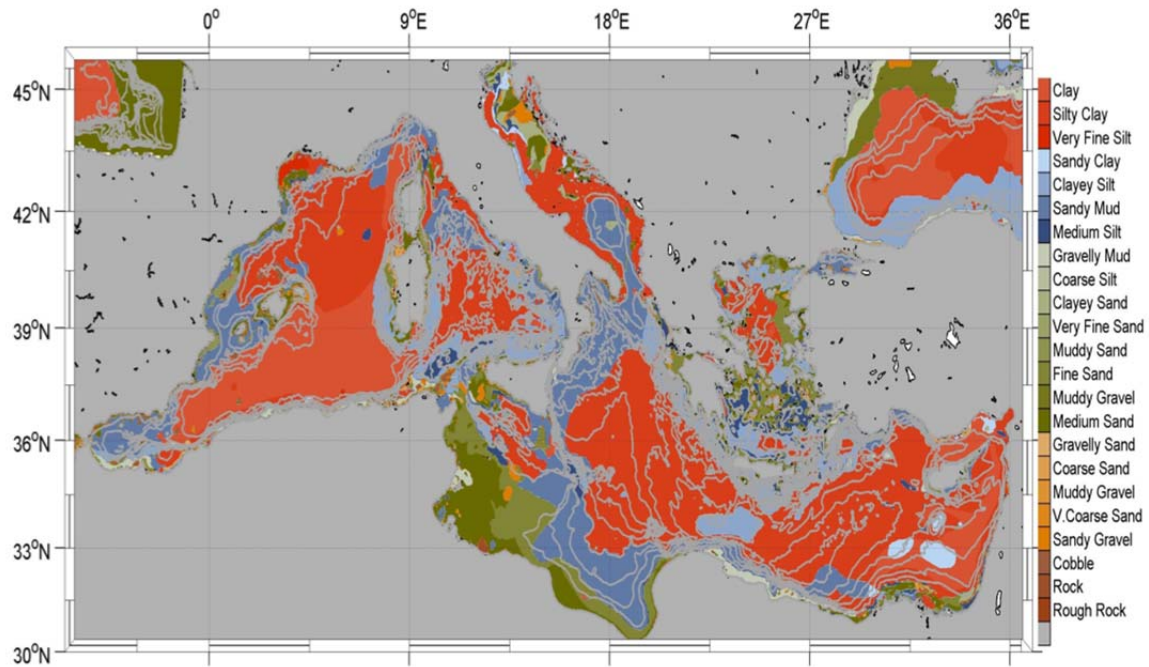 0° 9°E 18°E 27°E 36°E
45°N
42°N
39°N
36°N
33°N
30°N
Clay
Silty Clay
Very Fine Silt
Sandy Clay
Clayey Silt
Sandy Mud
Medium Silt
Gravelly Mud
Coarse Silt
Clayey Sand
Very Fine Sand
Muddy Sand
Fine Sand
Muddy Gravel
Medium Sand
Gravelly Sand
Coarse Sand
Muddy Gravel
V.Coarse Sand
Sandy Gravel
Cobble
Rock
Rough Rock